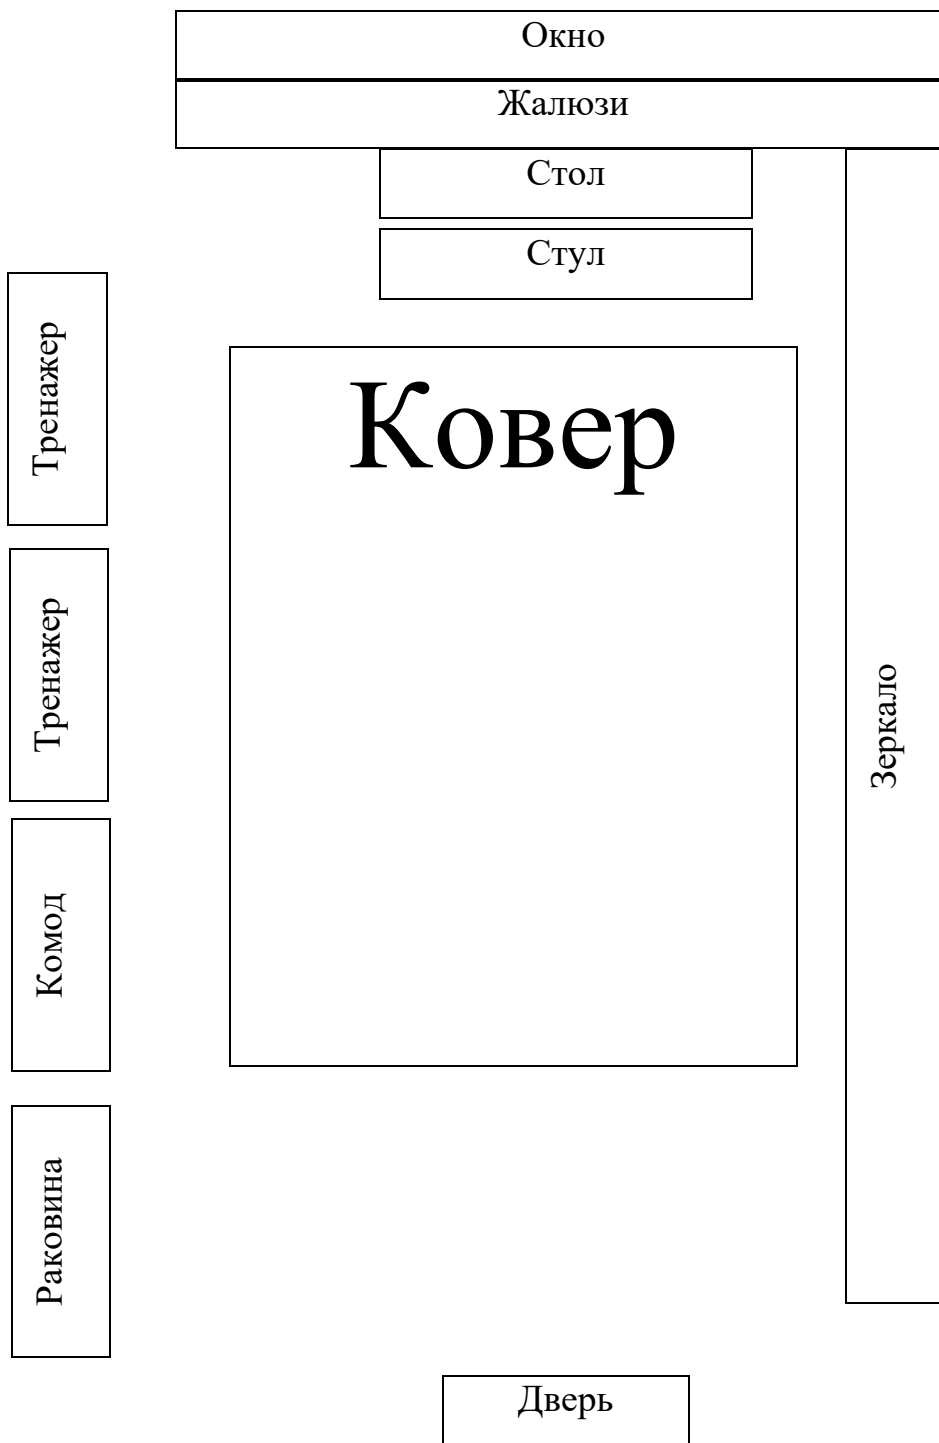 Окно
Жалюзи
Стол
Стул
Тренажер
Ковер
Тренажер
Зеркало
Комод
Раковина
Дверь